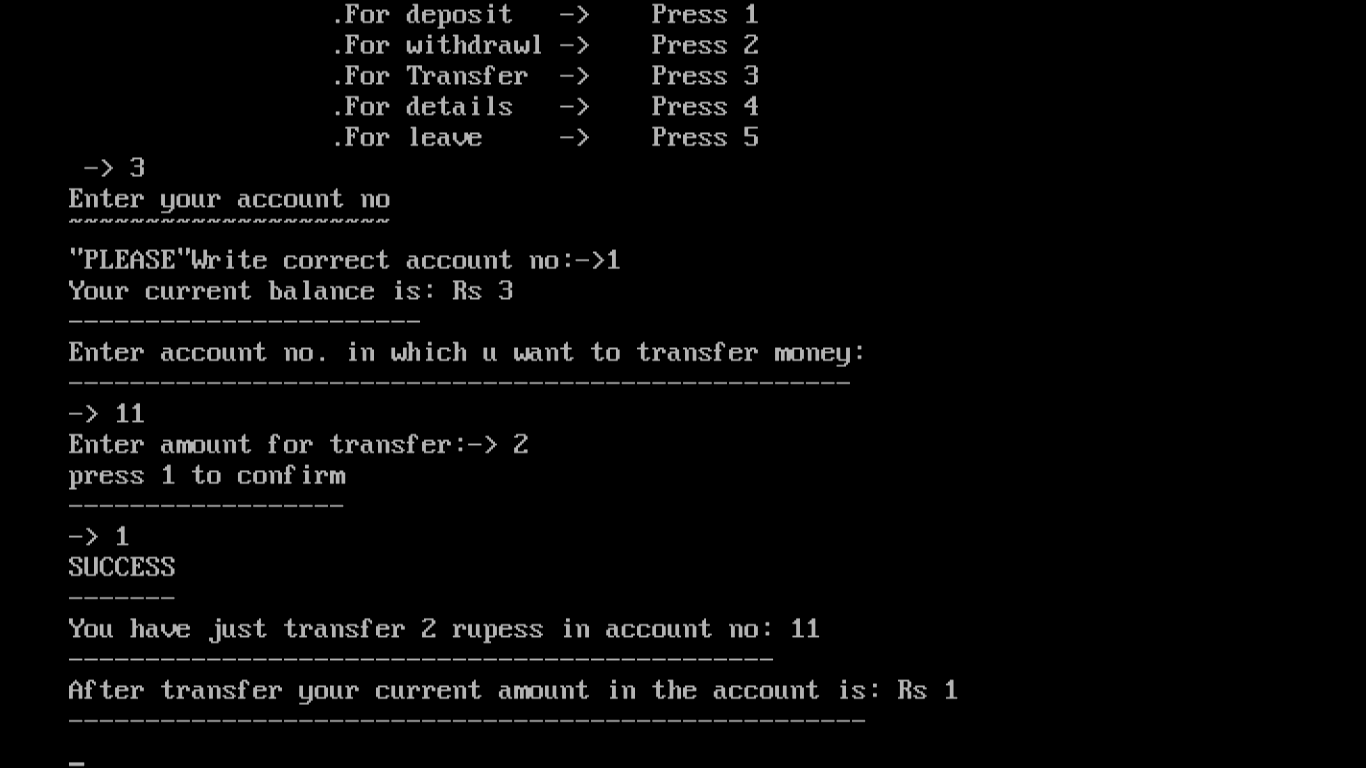 .For deposit   ->    Press 1
.For withdrawl ->    Press 2
.For Transfer  ->    Press 3
.For details   ->    Press 4
.For leave     ->    Press 5
-> 3
Enter your account no
~~~~~~~~~~~~~~~~~~~~~
"PLEASE"Write correct account no:->1
Your current balance is: Rs 3
-----------------------
Enter account no. in which u want to transfer money:
---------------------------------------------------
-> 11
Enter amount for transfer:-> 2
press 1 to confirm
------------------
-> 1
SUCCESS
-------
You have just transfer 2 rupess in account no: 11
----------------------------------------------
After transfer your current amount in the account is: Rs 1
----------------------------------------------------
_